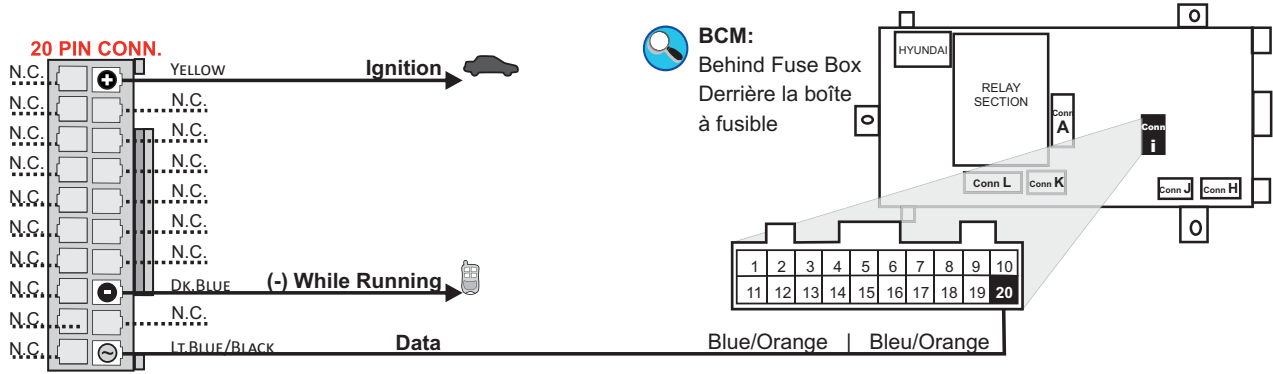 20 PIN CONN.
N.C. YELLOW Ignition
N.C. N.C.
N.C. N.C.
N.C. N.C.
N.C. N.C.
N.C. N.C.
N.C. N.C.
N.C. DK.BLUE (-) While Running
N.C. N.C.
N.C. LT.BLUE/BLACK Data
Blue/Orange | Bleu/Orange
BCM:
Behind Fuse Box
Derrière la boîte
à fusible
HYUNDAI
RELAY
SECTION
Conn
A
Conn
i
Conn L
Conn K
Conn J
Conn H
1 2 3 4 5 6 7 8 9 10
11 12 13 14 15 16 17 18 19 20